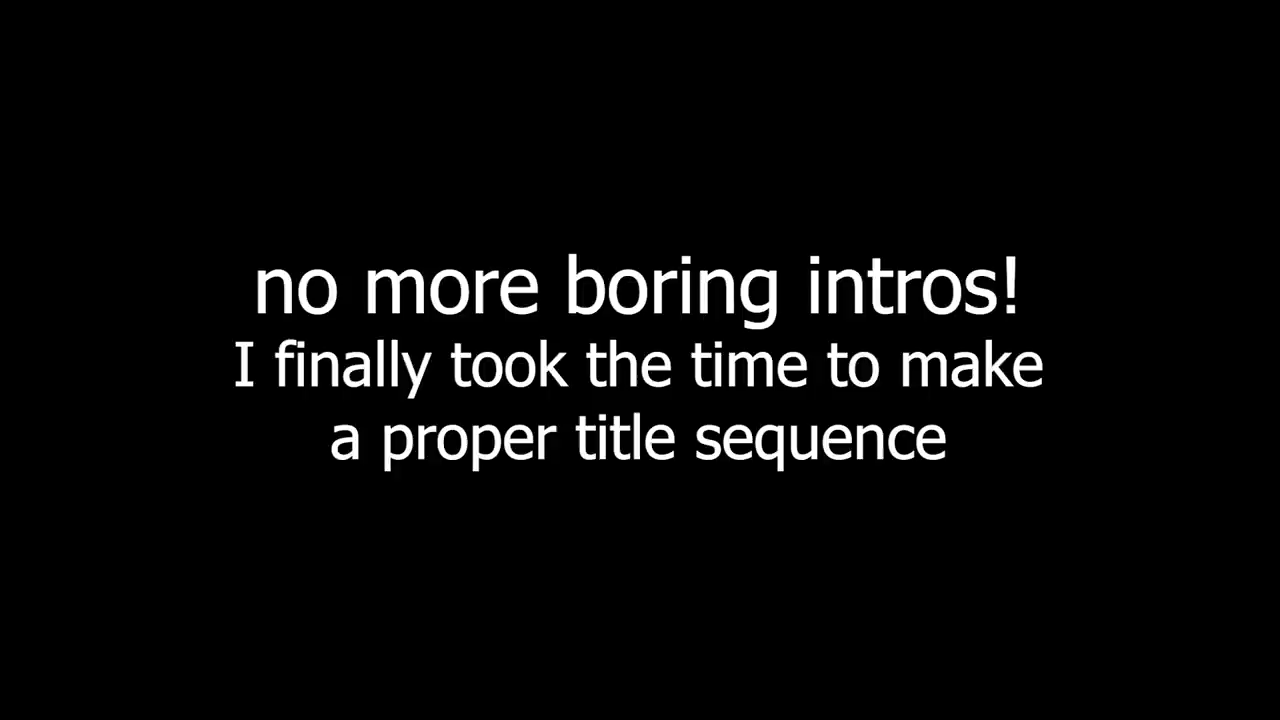 no more boring intros!
I finally took the time to make
a proper title sequence